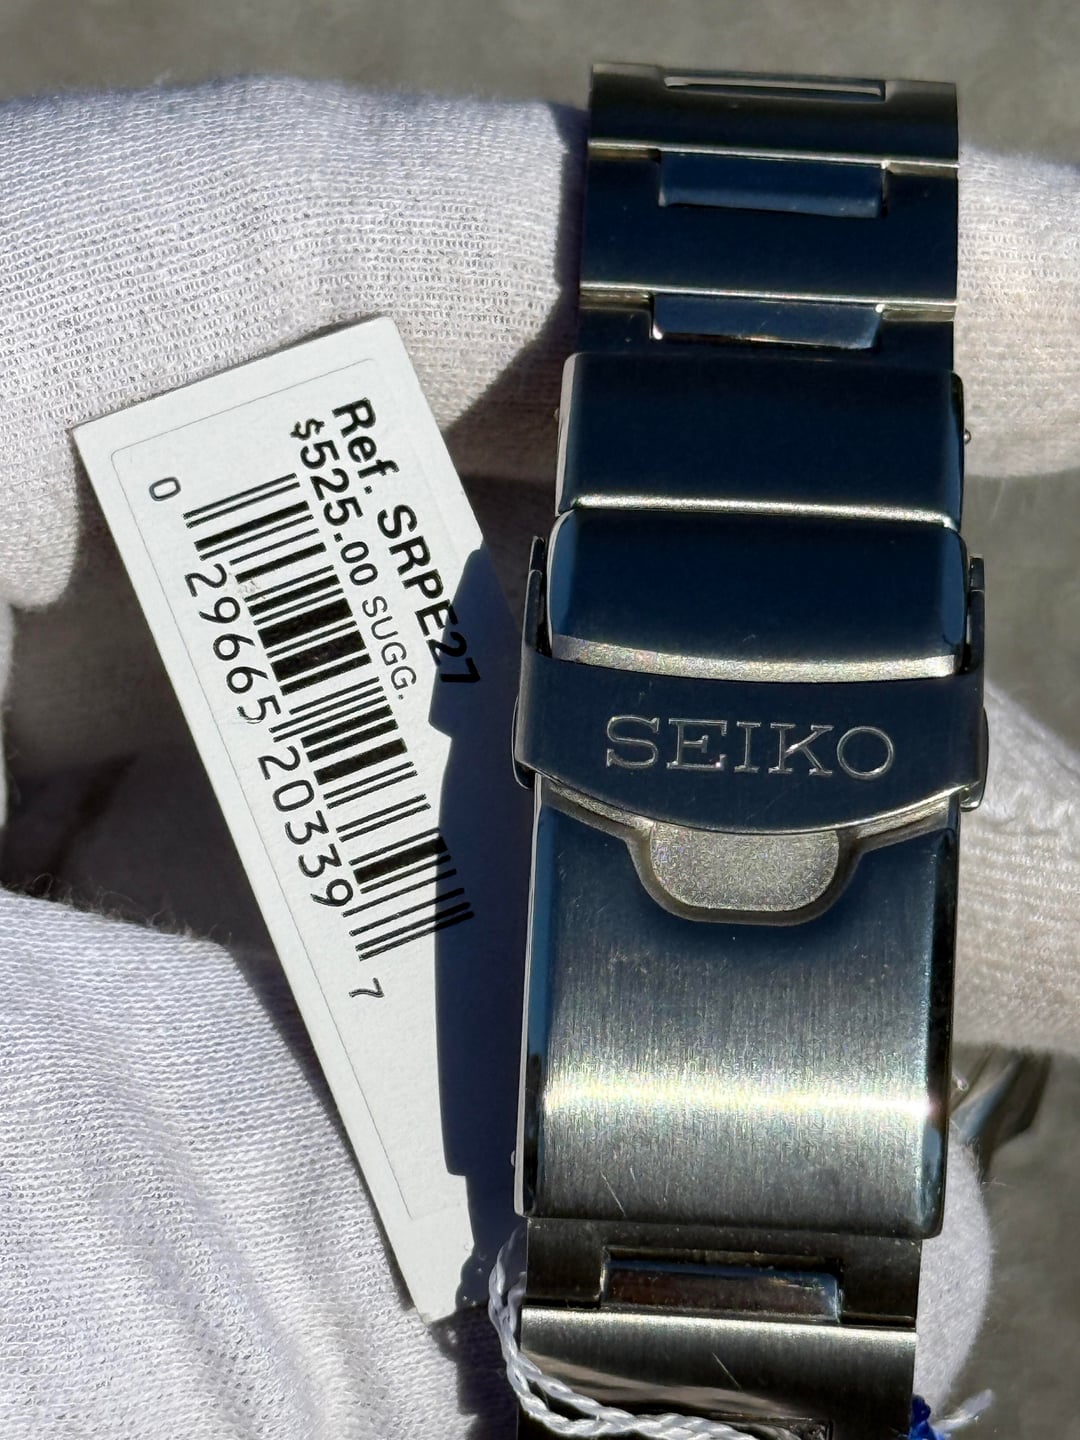 Ref. SRPE27
$525.00 SUGG.
0 29665 20339 7
SEIKO